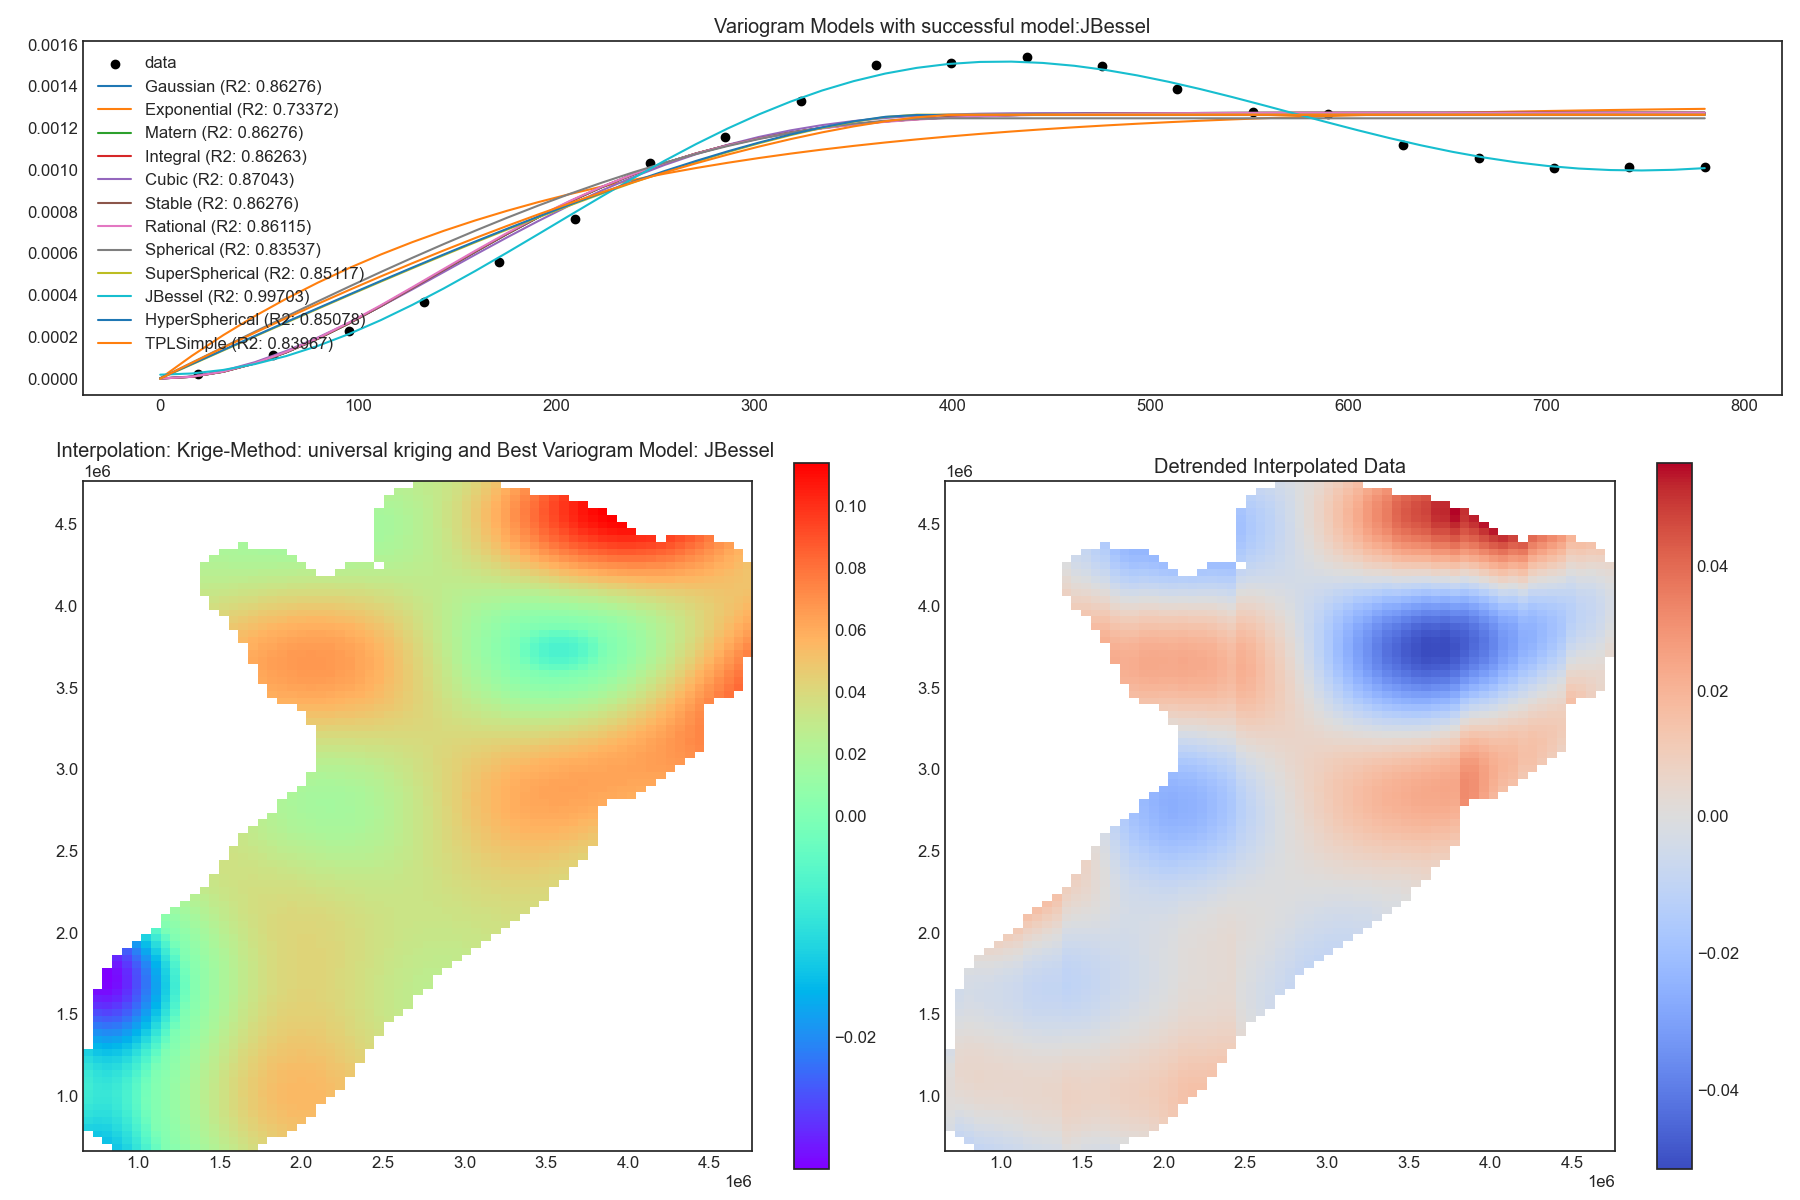 Variogram Models with successful model:JBessel
0.0016
0.0014
0.0012
0.0010
0.0008
0.0006
0.0004
0.0002
0.0000
data
Gaussian (R2: 0.86276)
Exponential (R2: 0.73372)
Matern (R2: 0.86276)
Integral (R2: 0.86263)
Cubic (R2: 0.87043)
Stable (R2: 0.86276)
Rational (R2: 0.86115)
Spherical (R2: 0.83537)
SuperSpherical (R2: 0.85117)
JBessel (R2: 0.99703)
HyperSpherical (R2: 0.85078)
TPLSimple (R2: 0.83967)
0 100 200 300 400 500 600 700 800
Interpolation: Krige-Method: universal kriging and Best Variogram Model: JBessel
1e6
4.5
4.0
3.5
3.0
2.5
2.0
1.5
1.0
1.0 1.5 2.0 2.5 3.0 3.5 4.0 4.5
1e6
0.10
0.08
0.06
0.04
0.02
0.00
−0.02
Detrended Interpolated Data
1e6
4.5
4.0
3.5
3.0
2.5
2.0
1.5
1.0
1.0 1.5 2.0 2.5 3.0 3.5 4.0 4.5
1e6
0.04
0.02
0.00
−0.02
−0.04